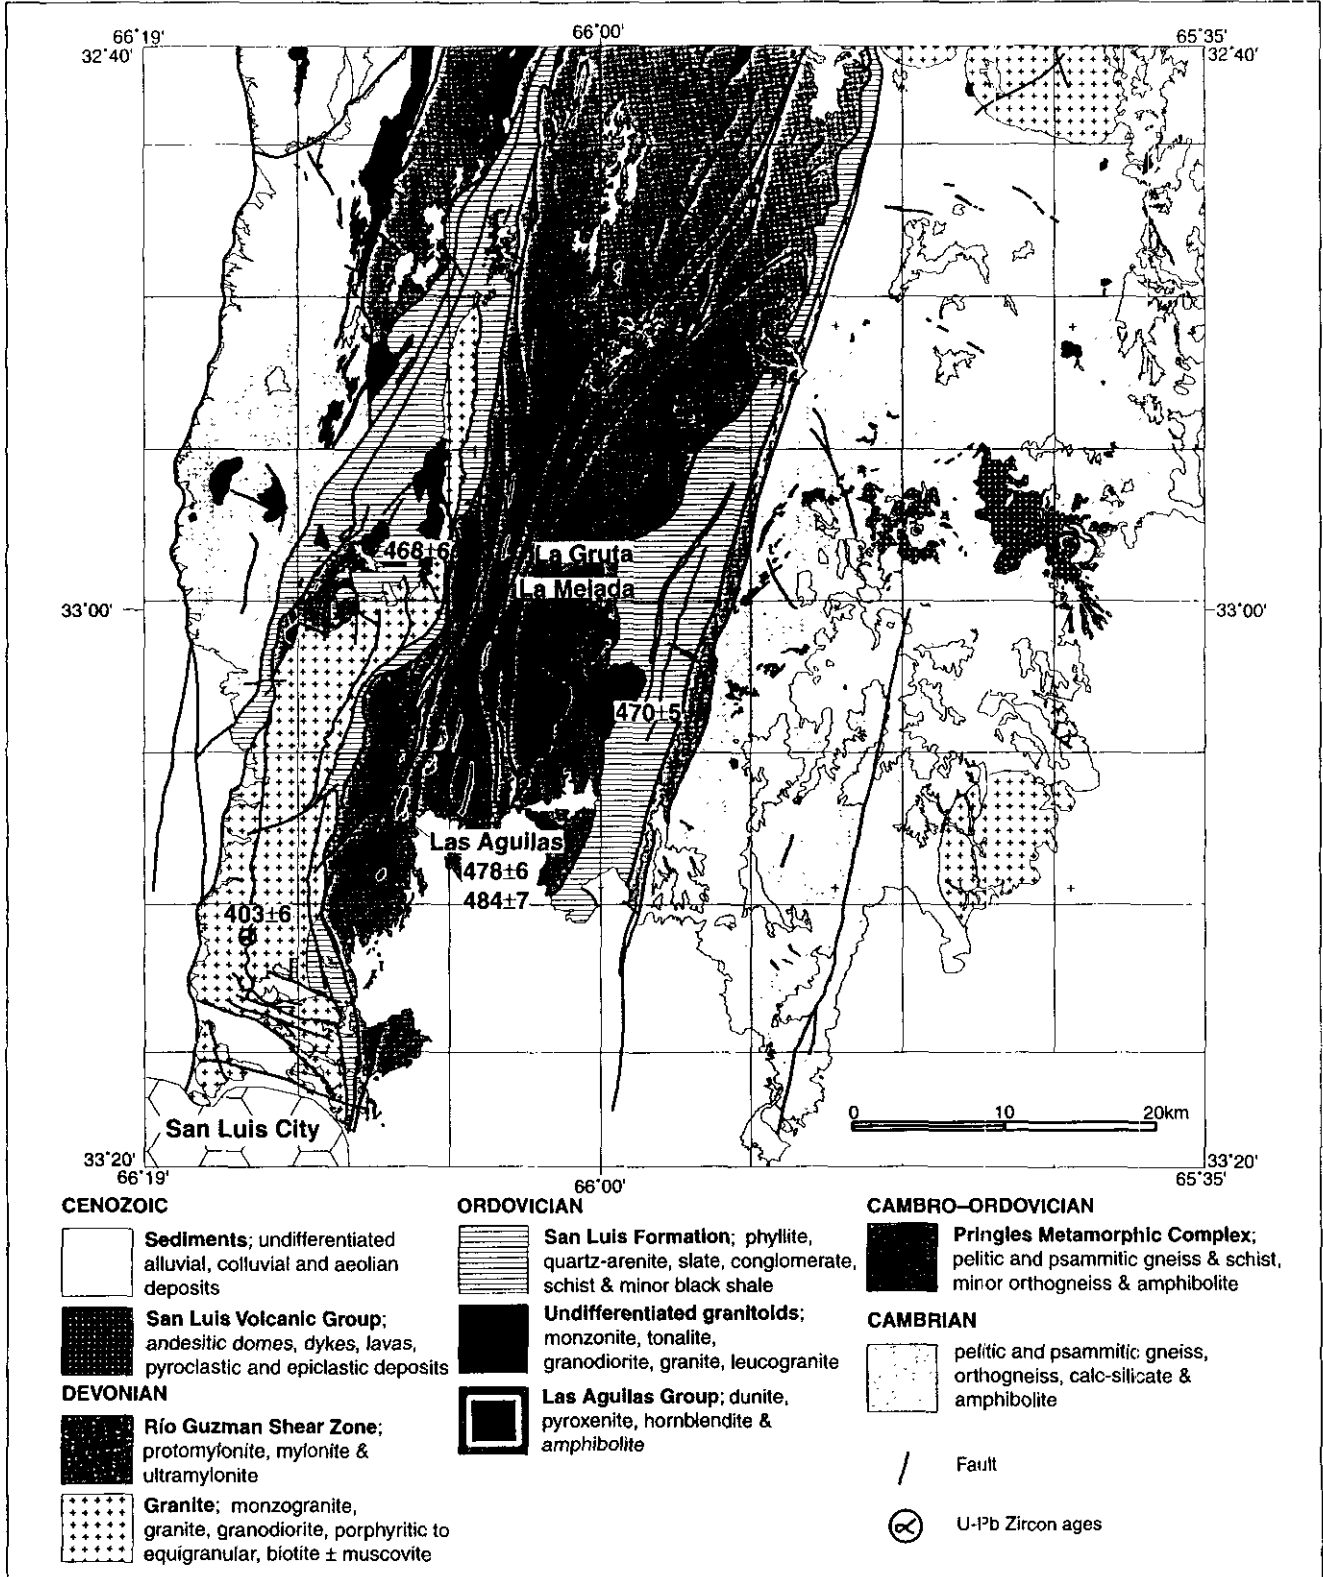 66°19'
66°00'
65°35'
32°40'
32°40'
468±6
La Gruta
La Melada
33°00'
33°00'
470±5
Las Aguilas
478±6
484±7
403±6
San Luis City
0 10 20km
33°20'
33°20'
66°19'
66°00'
65°35'
CENOZOIC
Sediments; undifferentiated
alluvial, colluvial and aeolian
deposits
San Luis Volcanic Group;
andesitic domes, dykes, lavas,
pyroclastic and epiclastic deposits
DEVONIAN
Río Guzman Shear Zone;
protomylonite, mylonite &
ultramylonite
Granite; monzogranite,
granite, granodiorite, porphyritic to
equigranular, biotite ± muscovite
ORDOVICIAN
San Luis Formation; phyllite,
quartz-arenite, slate, conglomerate,
schist & minor black shale
Undifferentiated granitoids;
monzonite, tonalite,
granodiorite, granite, leucogranite
Las Aguilas Group; dunite,
pyroxenite, hornblendite &
amphibolite
CAMBRO–ORDOVICIAN
Pringles Metamorphic Complex;
pelitic and psammitic gneiss & schist,
minor orthogneiss & amphibolite
CAMBRIAN
pelitic and psammitic gneiss,
orthogneiss, calc-silicate &
amphibolite
Fault
U-Pb Zircon ages